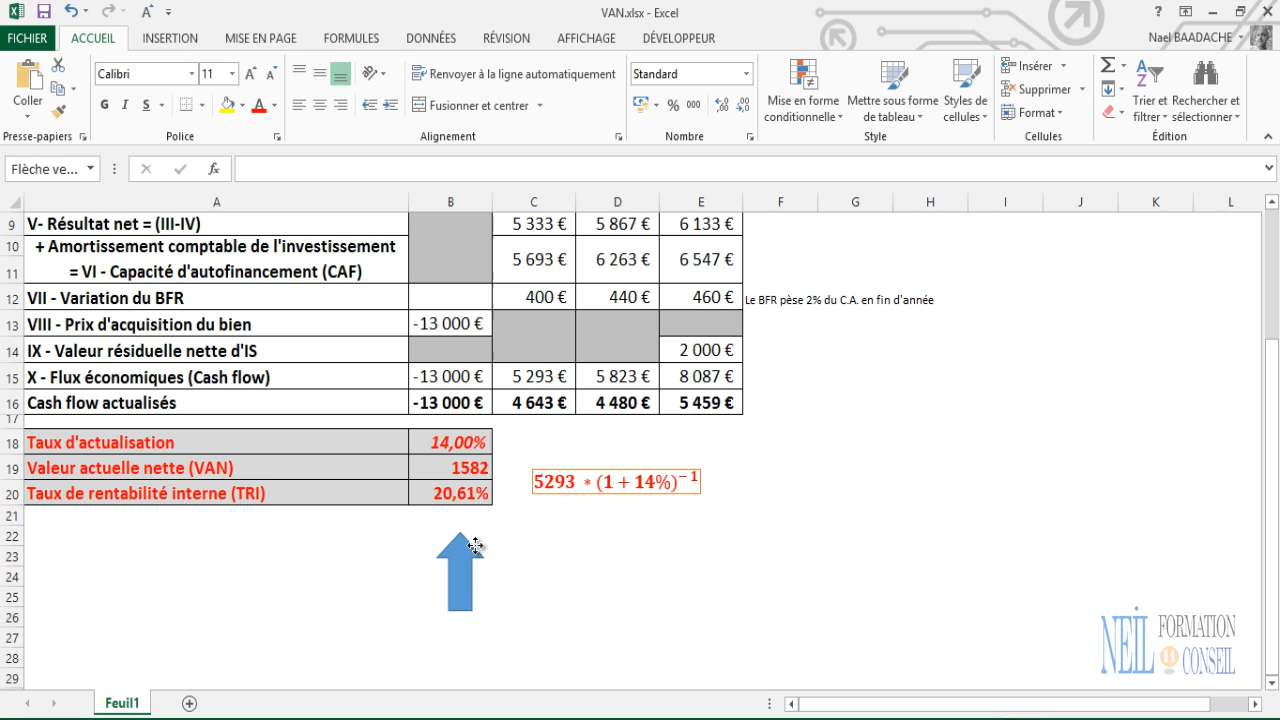 VAN.xlsx - Excel
?
FICHIER ACCUEIL INSERTION MISE EN PAGE FORMULES DONNÉES RÉVISION AFFICHAGE DÉVELOPPEUR Nael BAADACHE
Coller
Calibri 11
G I S
Renvoyer à la ligne automatiquement
Fusionner et centrer
Standard
% 000
Mise en forme conditionnelle
Mettre sous forme de tableau
Styles de cellules
Insérer
Supprimer
Format
Trier et filtrer
Rechercher et sélectionner
Presse-papiers Police Alignement Nombre Style Cellules Édition
Flèche ve... fx
A B C D E F G H I J K L
9 V- Résultat net = (III-IV) 5 333 € 5 867 € 6 133 €
10 + Amortissement comptable de l'investissement
11 = VI - Capacité d'autofinancement (CAF) 5 693 € 6 263 € 6 547 €
12 VII - Variation du BFR 400 € 440 € 460 € Le BFR pèse 2% du C.A. en fin d'année
13 VIII - Prix d'acquisition du bien -13 000 €
14 IX - Valeur résiduelle nette d'IS 2 000 €
15 X - Flux économiques (Cash flow) -13 000 € 5 293 € 5 823 € 8 087 €
16 Cash flow actualisés -13 000 € 4 643 € 4 480 € 5 459 €
17
18 Taux d'actualisation 14,00%
19 Valeur actuelle nette (VAN) 1582
5293 * (1 + 14%)⁻¹
20 Taux de rentabilité interne (TRI) 20,61%
21
22
23
24
25
26
27
28
29
NEIL FORMATION CONSEIL
Feuil1